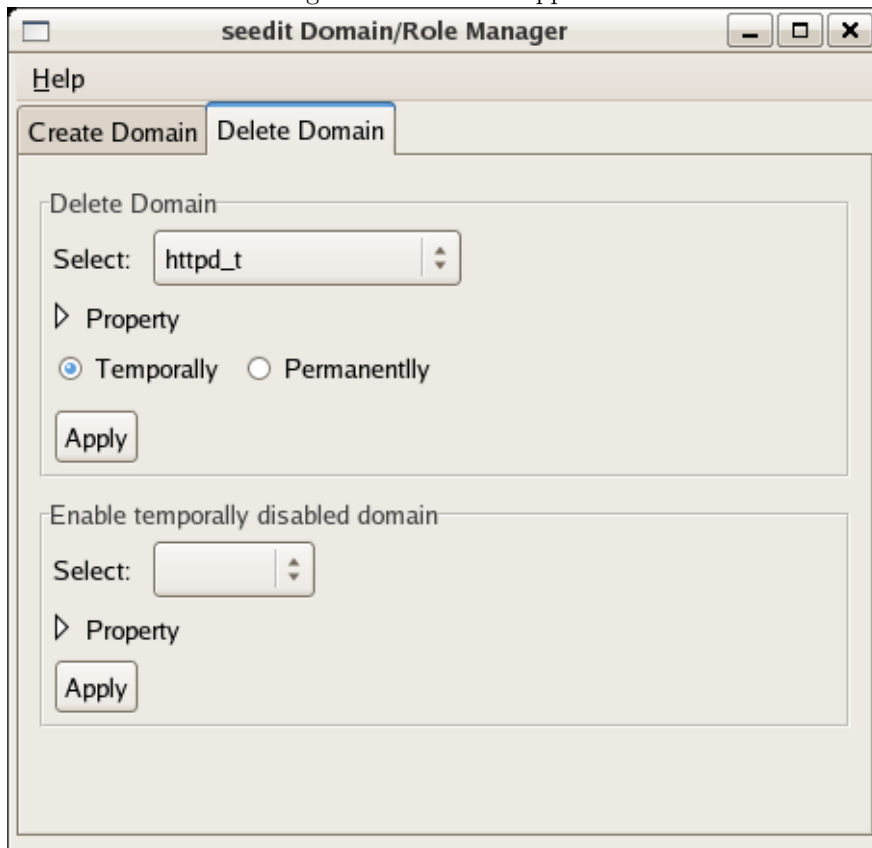 seedit Domain/Role Manager
Help
Create Domain Delete Domain
Delete Domain
Select: httpd_t
Property
Temporally Permanentlly
Apply
Enable temporally disabled domain
Select:
Property
Apply